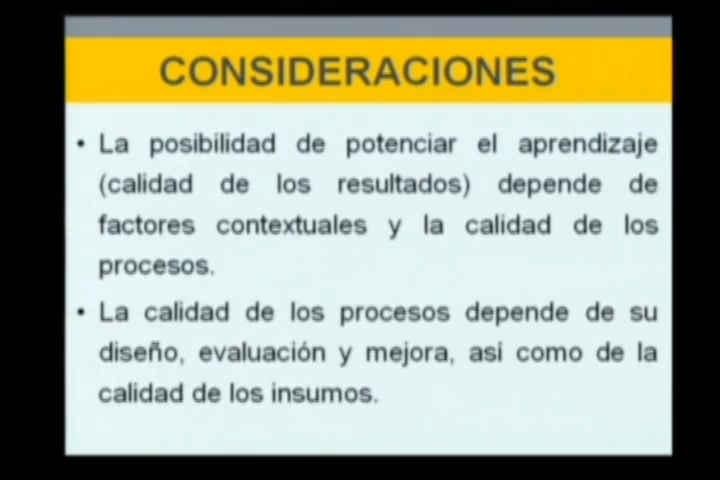 CONSIDERACIONES
• La posibilidad de potenciar el aprendizaje
(calidad de los resultados) depende de
factores contextuales y la calidad de los
procesos.
• La calidad de los procesos depende de su
diseño, evaluación y mejora, así como de la
calidad de los insumos.